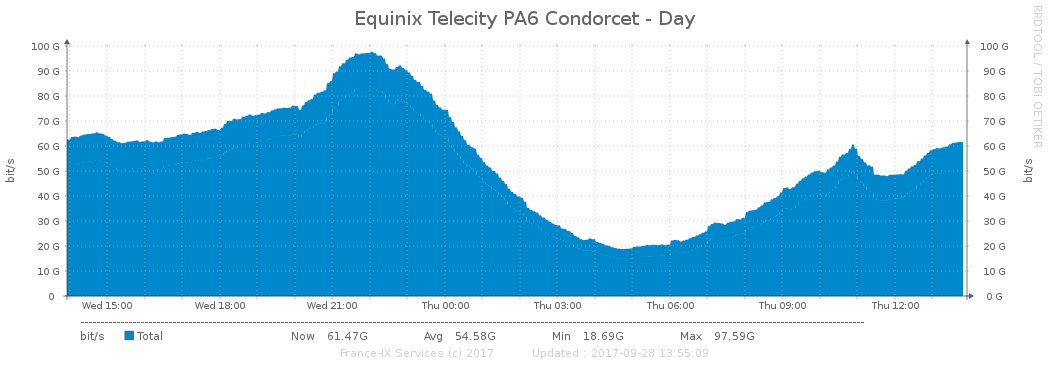 Equinix Telecity PA6 Condorcet - Day
RRDTOOL / TOBI OETIKER
bit/s
100 G
90 G
80 G
70 G
60 G
50 G
40 G
30 G
20 G
10 G
0
100 G
90 G
80 G
70 G
60 G
50 G
40 G
30 G
20 G
10 G
0 G
bit/s
Wed 15:00 Wed 18:00 Wed 21:00 Thu 00:00 Thu 03:00 Thu 06:00 Thu 09:00 Thu 12:00
bit/s Total Now 61.47G Avg 54.58G Min 18.69G Max 97.59G
France-IX Services (c) 2017 Updated : 2017-09-28 13:55:09